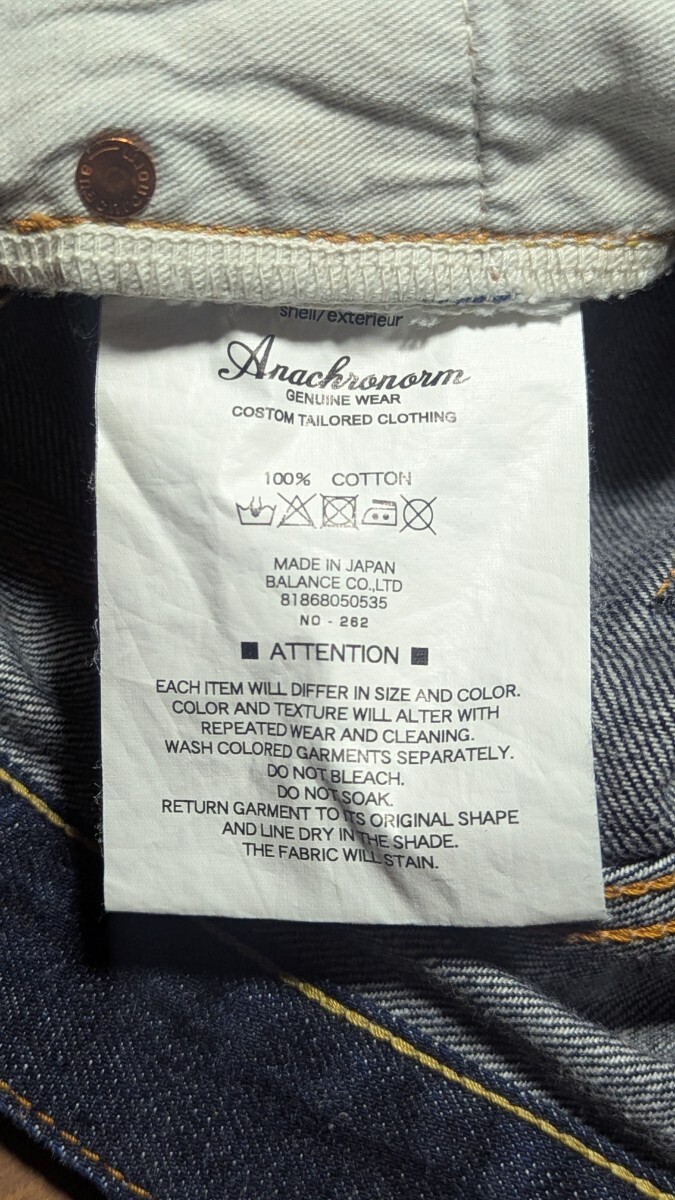 shell/exterieur
Anachronorm
GENUINE WEAR
COSTOM TAILORED CLOTHING
100% COTTON
MADE IN JAPAN
BALANCE CO.,LTD
81868050535
NO - 262
■ ATTENTION ■
EACH ITEM WILL DIFFER IN SIZE AND COLOR.
COLOR AND TEXTURE WILL ALTER WITH
REPEATED WEAR AND CLEANING.
WASH COLORED GARMENTS SEPARATELY.
DO NOT BLEACH.
DO NOT SOAK.
RETURN GARMENT TO ITS ORIGINAL SHAPE
AND LINE DRY IN THE SHADE.
THE FABRIC WILL STAIN.